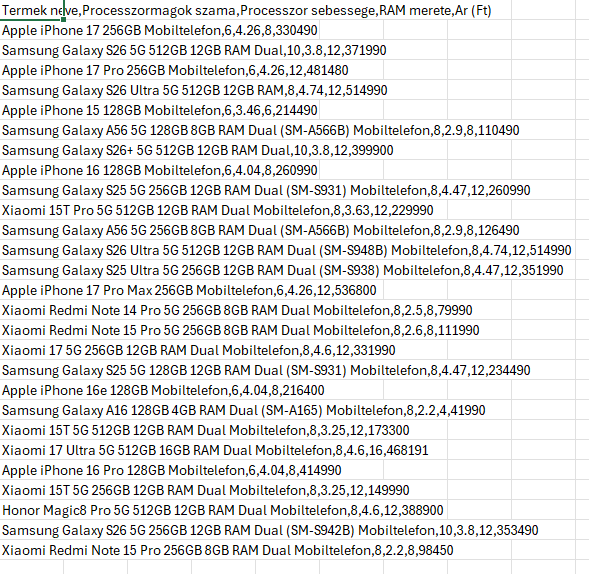 Termek neve,Processzormagok szama,Processzor sebessege,RAM merete,Ar (Ft)
Apple iPhone 17 256GB Mobiltelefon,6,4.26,8,330490
Samsung Galaxy S26 5G 512GB 12GB RAM Dual,10,3.8,12,371990
Apple iPhone 17 Pro 256GB Mobiltelefon,6,4.26,12,481480
Samsung Galaxy S26 Ultra 5G 512GB 12GB RAM,8,4.74,12,514990
Apple iPhone 15 128GB Mobiltelefon,6,3.46,6,214490
Samsung Galaxy A56 5G 128GB 8GB RAM Dual (SM-A566B) Mobiltelefon,8,2.9,8,110490
Samsung Galaxy S26+ 5G 512GB 12GB RAM Dual,10,3.8,12,399900
Apple iPhone 16 128GB Mobiltelefon,6,4.04,8,260990
Samsung Galaxy S25 5G 256GB 12GB RAM Dual (SM-S931) Mobiltelefon,8,4.47,12,260990
Xiaomi 15T Pro 5G 512GB 12GB RAM Dual Mobiltelefon,8,3.63,12,229990
Samsung Galaxy A56 5G 256GB 8GB RAM Dual (SM-A566B) Mobiltelefon,8,2.9,8,126490
Samsung Galaxy S26 Ultra 5G 512GB 12GB RAM Dual (SM-S948B) Mobiltelefon,8,4.74,12,514990
Samsung Galaxy S25 Ultra 5G 256GB 12GB RAM Dual (SM-S938) Mobiltelefon,8,4.47,12,351990
Apple iPhone 17 Pro Max 256GB Mobiltelefon,6,4.26,12,536800
Xiaomi Redmi Note 14 Pro 5G 256GB 8GB RAM Dual Mobiltelefon,8,2.5,8,79990
Xiaomi Redmi Note 15 Pro 5G 256GB 8GB RAM Dual Mobiltelefon,8,2.6,8,111990
Xiaomi 17 5G 256GB 12GB RAM Dual Mobiltelefon,8,4.6,12,331990
Samsung Galaxy S25 5G 128GB 12GB RAM Dual (SM-S931) Mobiltelefon,8,4.47,12,234490
Apple iPhone 16e 128GB Mobiltelefon,6,4.04,8,216400
Samsung Galaxy A16 128GB 4GB RAM Dual (SM-A165) Mobiltelefon,8,2.2,4,41990
Xiaomi 15T 5G 512GB 12GB RAM Dual Mobiltelefon,8,3.25,12,173300
Xiaomi 17 Ultra 5G 512GB 16GB RAM Dual Mobiltelefon,8,4.6,16,468191
Apple iPhone 16 Pro 128GB Mobiltelefon,6,4.04,8,414990
Xiaomi 15T 5G 256GB 12GB RAM Dual Mobiltelefon,8,3.25,12,149990
Honor Magic8 Pro 5G 512GB 12GB RAM Dual Mobiltelefon,8,4.6,12,388900
Samsung Galaxy S26 5G 256GB 12GB RAM Dual (SM-S942B) Mobiltelefon,10,3.8,12,353490
Xiaomi Redmi Note 15 Pro 256GB 8GB RAM Dual Mobiltelefon,8,2.2,8,98450